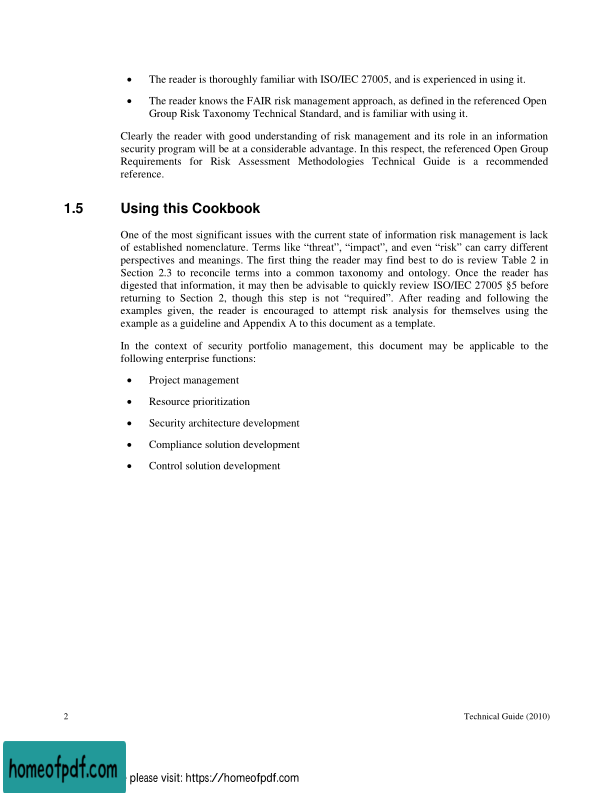 • The reader is thoroughly familiar with ISO/IEC 27005, and is experienced in using it.
• The reader knows the FAIR risk management approach, as defined in the referenced Open
Group Risk Taxonomy Technical Standard, and is familiar with using it.
Clearly the reader with good understanding of risk management and its role in an information
security program will be at a considerable advantage. In this respect, the referenced Open Group
Requirements for Risk Assessment Methodologies Technical Guide is a recommended
reference.
1.5 Using this Cookbook
One of the most significant issues with the current state of information risk management is lack
of established nomenclature. Terms like “threat”, “impact”, and even “risk” can carry different
perspectives and meanings. The first thing the reader may find best to do is review Table 2 in
Section 2.3 to reconcile terms into a common taxonomy and ontology. Once the reader has
digested that information, it may then be advisable to quickly review ISO/IEC 27005 §5 before
returning to Section 2, though this step is not “required”. After reading and following the
examples given, the reader is encouraged to attempt risk analysis for themselves using the
example as a guideline and Appendix A to this document as a template.
In the context of security portfolio management, this document may be applicable to the
following enterprise functions:
• Project management
• Resource prioritization
• Security architecture development
• Compliance solution development
• Control solution development
2 Technical Guide (2010)
homeofpdf.com
please visit: https://homeofpdf.com